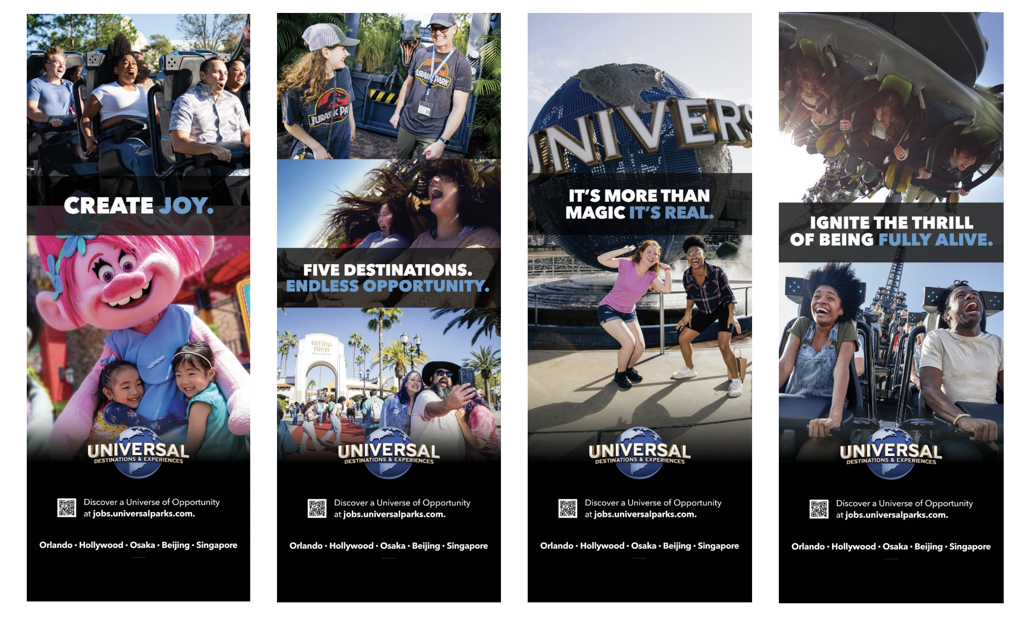 CREATE JOY.
UNIVERSAL
DESTINATIONS & EXPERIENCES
Discover a Universe of Opportunity
at jobs.universalparks.com.
Orlando • Hollywood • Osaka • Beijing • Singapore
JURASSIC PA
JURASSIC PARK
FIVE DESTINATIONS.
ENDLESS OPPORTUNITY.
UNIVERSAL
DESTINATIONS & EXPERIENCES
Discover a Universe of Opportunity
at jobs.universalparks.com.
Orlando • Hollywood • Osaka • Beijing • Singapore
UNIVERS
IT'S MORE THAN
MAGIC IT'S REAL.
UNIVERSAL
DESTINATIONS & EXPERIENCES
Discover a Universe of Opportunity
at jobs.universalparks.com.
Orlando • Hollywood • Osaka • Beijing • Singapore
IGNITE THE THRILL
OF BEING FULLY ALIVE.
UNIVERSAL
DESTINATIONS & EXPERIENCES
Discover a Universe of Opportunity
at jobs.universalparks.com.
Orlando • Hollywood • Osaka • Beijing • Singapore